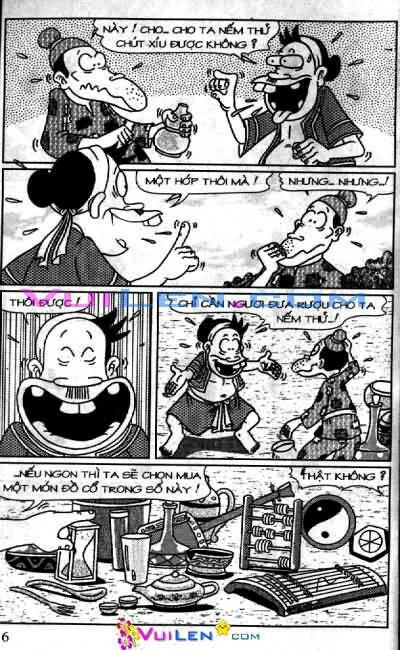 NÀY! CHO... CHO TA NẾM THỬ
CHÚT XÍU ĐƯỢC KHÔNG?
MỘT HỚP THÔI MÀ!
NHƯNG... NHƯNG...!
THÔI ĐƯỢC!
VUILEN.COM
CHỈ CẦN NGƯƠI ĐƯA RƯỢU CHO TA
NẾM THỬ...!
...NẾU NGON THÌ TA SẼ CHỌN MUA
MỘT MÓN ĐỒ CỔ TRONG SỐ NÀY!
THẬT KHÔNG?
6
VUILEN.COM